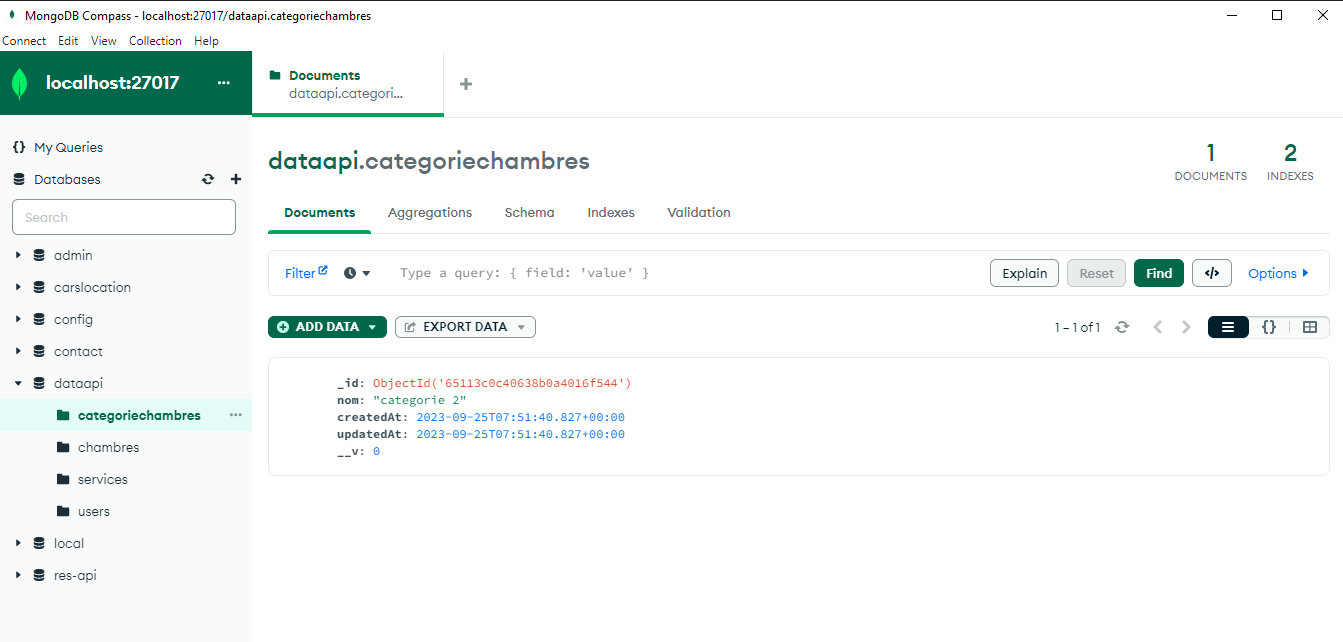 MongoDB Compass - localhost:27017/dataapi.categoriechambres
Connect Edit View Collection Help
localhost:27017 ...
Documents
dataapi.categori...
+
{} My Queries
Databases +
Search
admin
carslocation
config
contact
dataapi
categoriechambres ...
chambres
services
users
local
res-api
dataapi.categoriechambres
1
DOCUMENTS
2
INDEXES
Documents Aggregations Schema Indexes Validation
Filter Type a query: { field: 'value' } Explain Reset Find </> Options
ADD DATA EXPORT DATA 1 – 1 of 1 {}
_id: ObjectId('65113c0c40638b0a4016f544')
nom: "categorie 2"
createdAt: 2023-09-25T07:51:40.827+00:00
updatedAt: 2023-09-25T07:51:40.827+00:00
__v: 0